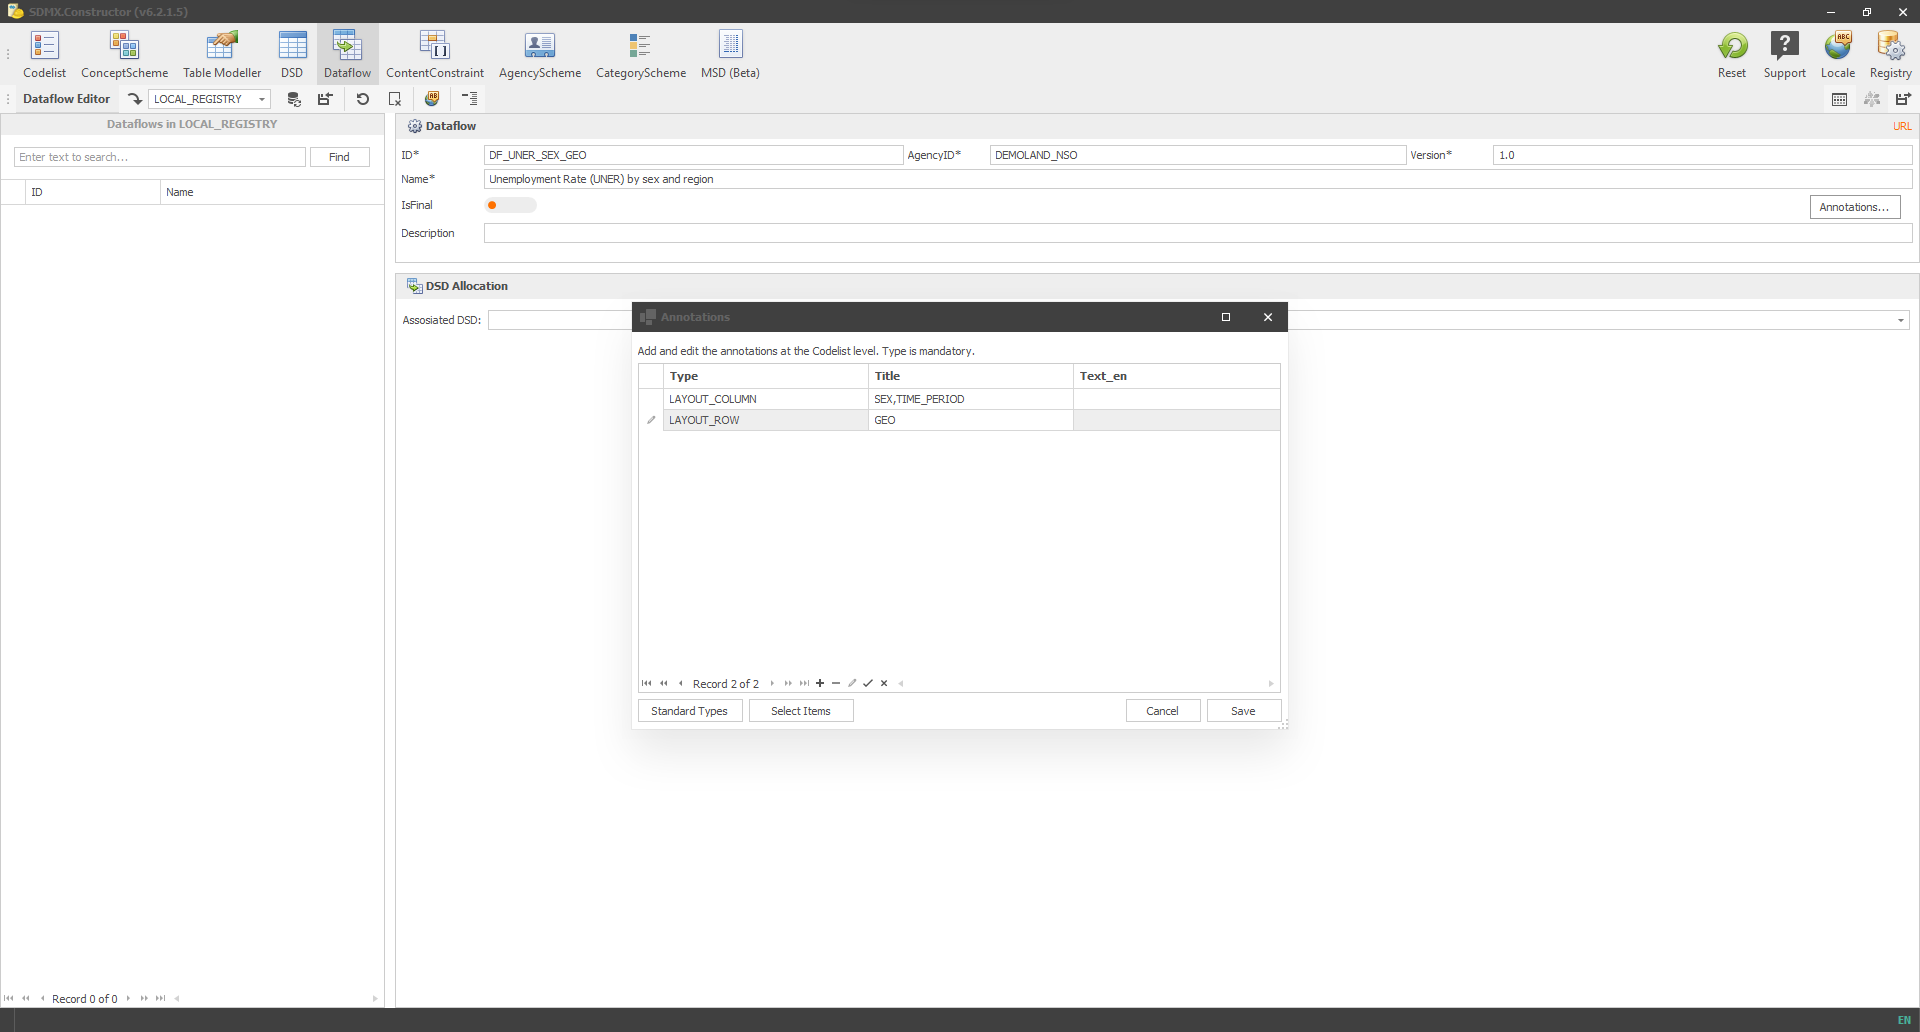 SDMX.Constructor (v6.2.1.5)
Codelist
ConceptScheme
Table Modeller
DSD
Dataflow
ContentConstraint
AgencyScheme
CategoryScheme
MSD (Beta)
Reset
Support
Locale
Registry
Dataflow Editor
LOCAL_REGISTRY
Dataflows in LOCAL_REGISTRY
Enter text to search...
Find
ID
Name
Record 0 of 0
Dataflow
URL
ID*
DF_UNER_SEX_GEO
AgencyID*
DEMOLAND_NSO
Version*
1.0
Name*
Unemployment Rate (UNER) by sex and region
IsFinal
Annotations...
Description
DSD Allocation
Assosiated DSD:
Annotations
Add and edit the annotations at the Codelist level. Type is mandatory.
Type
Title
Text_en
LAYOUT_COLUMN
SEX,TIME_PERIOD
LAYOUT_ROW
GEO
Record 2 of 2
Standard Types
Select Items
Cancel
Save
EN